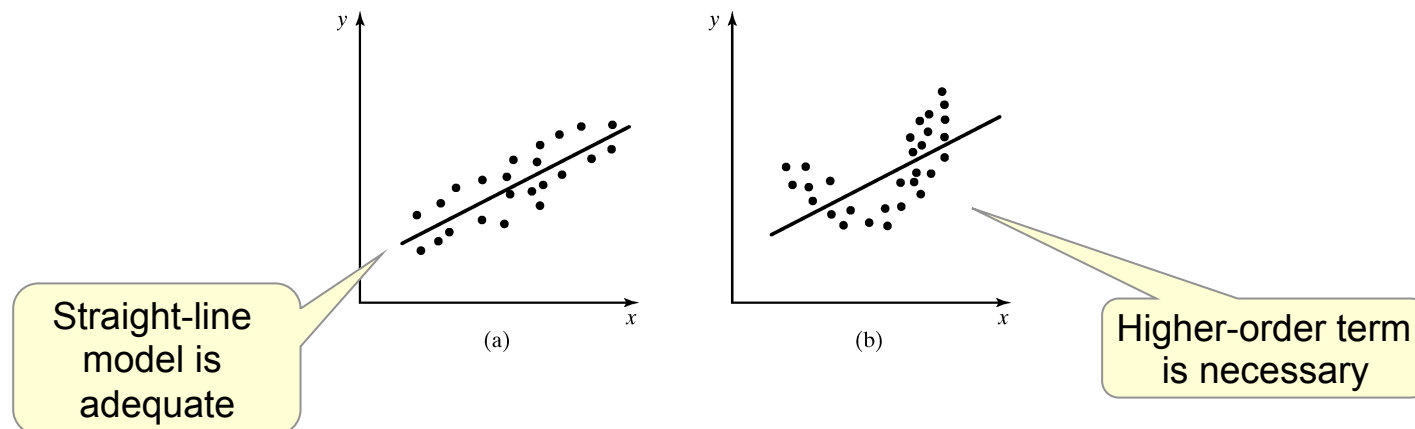 y
x
(a)
y
x
(b)
Straight-line
model is
adequate
Higher-order term
is necessary